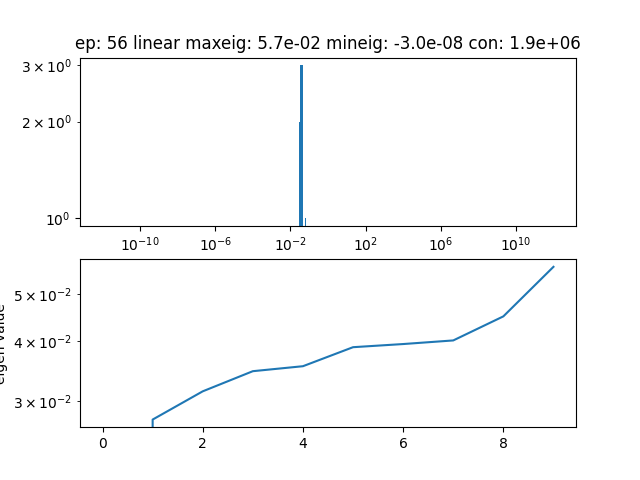 ep: 56 linear maxeig: 5.7e-02 mineig: -3.0e-08 con: 1.9e+06
3 × 10⁰
2 × 10⁰
10⁰
10⁻¹⁰ 10⁻⁶ 10⁻² 10² 10⁶ 10¹⁰
5 × 10⁻²
4 × 10⁻²
3 × 10⁻²
eigen value
0 2 4 6 8